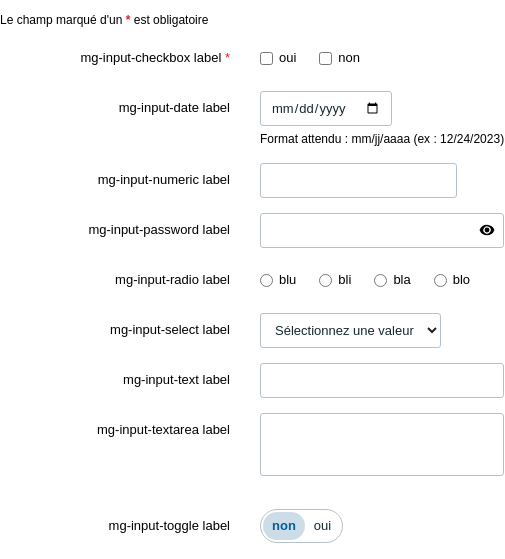 Le champ marqué d'un * est obligatoire
mg-input-checkbox label * oui non
mg-input-date label mm/dd/yyyy
Format attendu : mm/jj/aaaa (ex : 12/24/2023)
mg-input-numeric label
mg-input-password label
mg-input-radio label blu bli bla blo
mg-input-select label Sélectionnez une valeur
mg-input-text label
mg-input-textarea label
mg-input-toggle label non oui